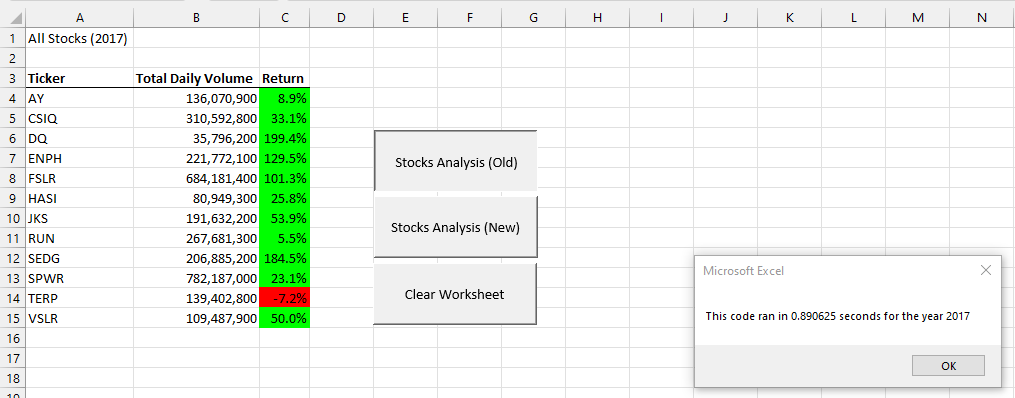 A B C D E F G H I J K L M N
1 All Stocks (2017)
2
3 Ticker Total Daily Volume Return
4 AY 136,070,900 8.9%
5 CSIQ 310,592,800 33.1%
6 DQ 35,796,200 199.4%
7 ENPH 221,772,100 129.5%
8 FSLR 684,181,400 101.3%
9 HASI 80,949,300 25.8%
10 JKS 191,632,200 53.9%
11 RUN 267,681,300 5.5%
12 SEDG 206,885,200 184.5%
13 SPWR 782,187,000 23.1%
14 TERP 139,402,800 -7.2%
15 VSLR 109,487,900 50.0%
16
17
18
Stocks Analysis (Old)
Stocks Analysis (New)
Clear Worksheet
Microsoft Excel
This code ran in 0.890625 seconds for the year 2017
OK